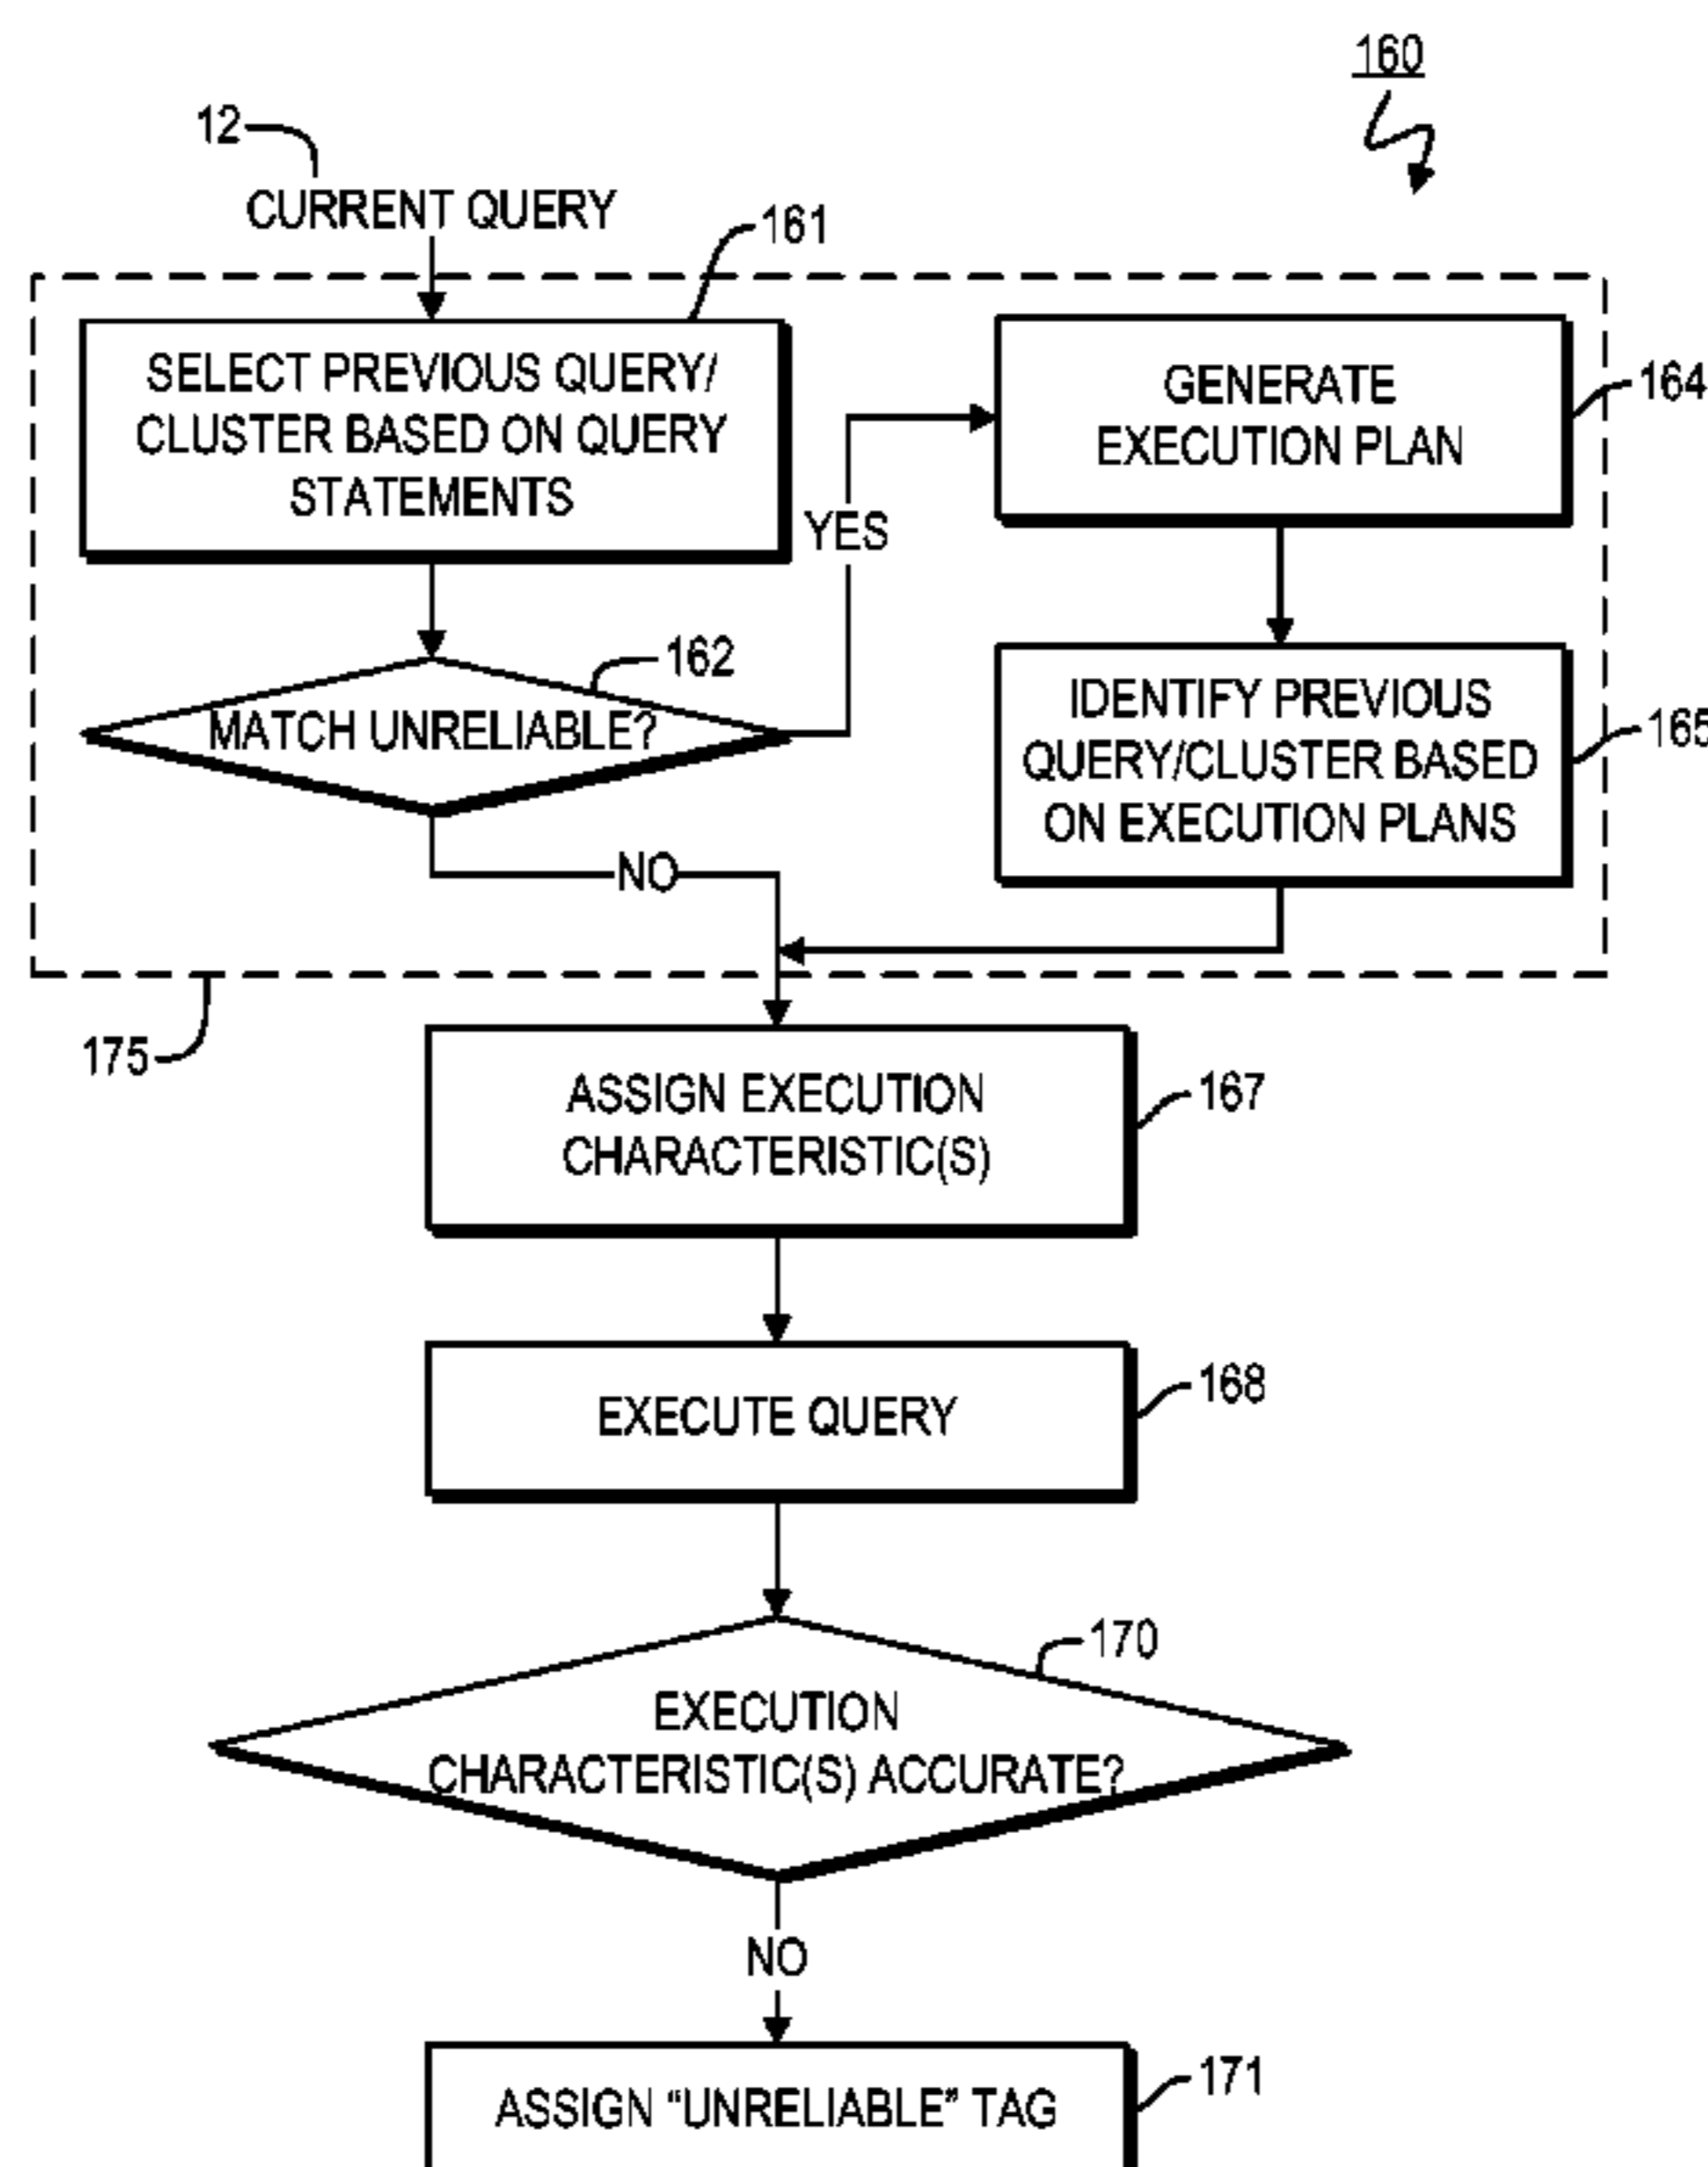 160
12
CURRENT QUERY
161
SELECT PREVIOUS QUERY/
CLUSTER BASED ON QUERY
STATEMENTS
GENERATE
EXECUTION PLAN
164
YES
162
MATCH UNRELIABLE?
IDENTIFY PREVIOUS
QUERY/CLUSTER BASED
ON EXECUTION PLANS
165
NO
175
ASSIGN EXECUTION
CHARACTERISTIC(S)
167
EXECUTE QUERY
168
170
EXECUTION
CHARACTERISTIC(S) ACCURATE?
NO
ASSIGN “UNRELIABLE” TAG
171